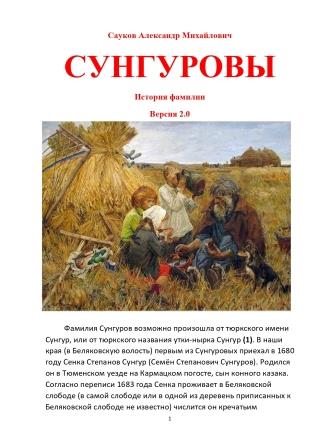 Сауков Александр Михайлович
СУНГУРОВЫ
История фамилии
Версия 2.0
Фамилия Сунгуров возможно произошла от тюркского имени
Сунгур, или от тюркского названия утки-нырка Сунгур (1). В наши
края (в Беляковскую волость) первым из Сунгуровых приехал в 1680
году Сенка Степанов Сунгур (Семён Степанович Сунгуров). Родился
он в Тюменском уезде на Кармацком погосте, сын конного казака.
Согласно переписи 1683 года Сенка проживает в Беляковской
слободе (в самой слободе или в одной из деревень приписанных к
Беляковской слободе не известно) числится он кречатьим
1